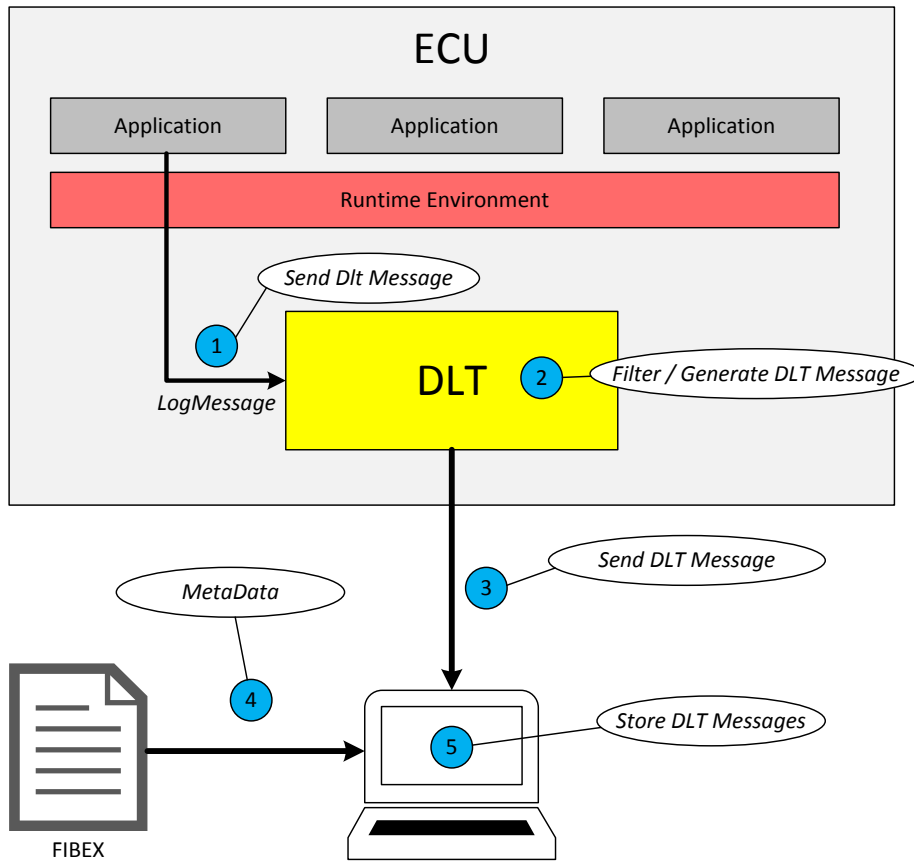 ECU
Application
Application
Application
Runtime Environment
Send Dlt Message
1
LogMessage
DLT
2
Filter / Generate DLT Message
3
Send DLT Message
MetaData
4
5
Store DLT Messages
FIBEX